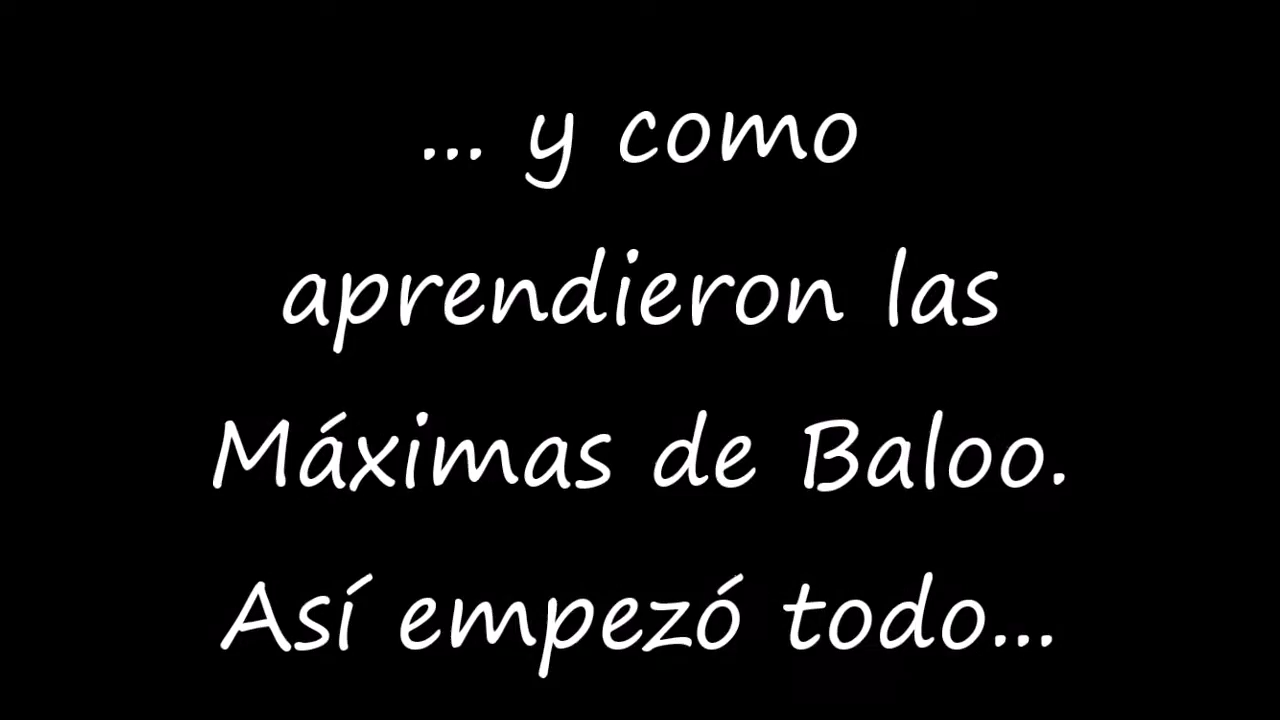 ... y como
aprendieron las
Máximas de Baloo.
Así empezó todo...